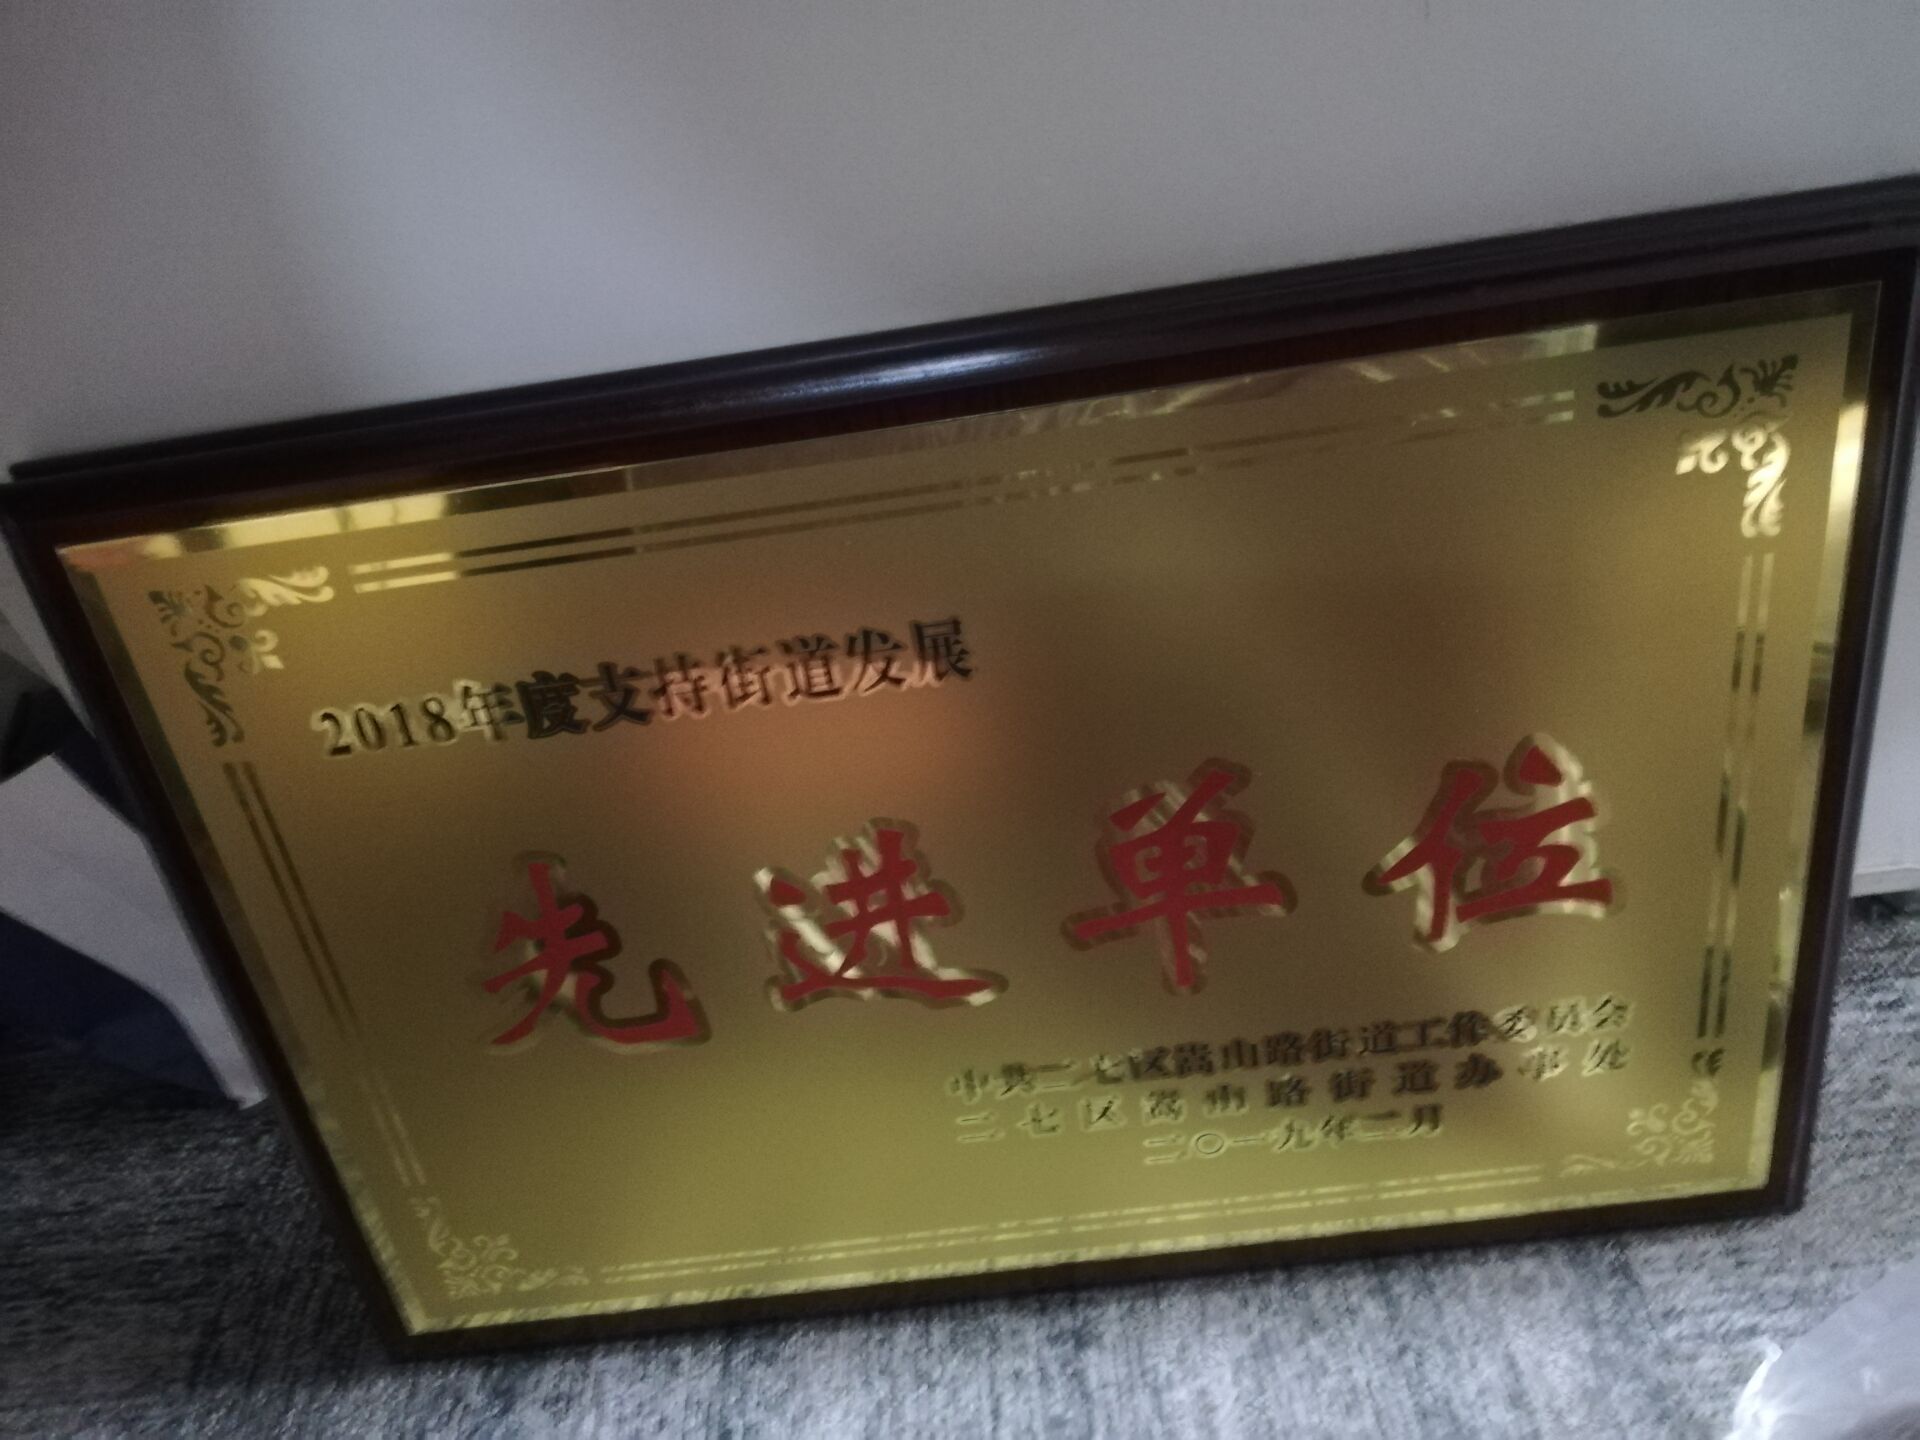 2018年度支持街道发展
先进单位
中共二七区嵩山路街道工作委员会
二七区嵩山路街道办事处
二〇一九年二月